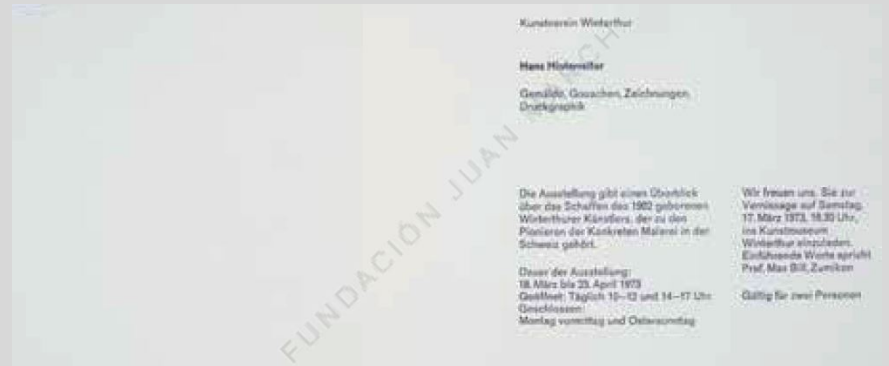 Kunstverein Winterthur
Hans Hinterreiter
Gemälde, Gouachen, Zeichnungen,
Druckgraphik
Die Ausstellung gibt einen Überblick
über das Schaffen des 1902 geborenen
Winterthurer Künstlers, der zu den
Pionieren der Konkreten Malerei in der
Schweiz gehört.
Dauer der Ausstellung:
18. März bis 23. April 1973
Geöffnet: Täglich 10–12 und 14–17 Uhr
Geschlossen:
Montag vormittag und Ostersonntag
Wir freuen uns, Sie zur
Vernissage auf Samstag,
17. März 1973, 16.30 Uhr,
ins Kunstmuseum
Winterthur einzuladen.
Einführende Worte spricht
Prof. Max Bill, Zumikon
Gültig für zwei Personen
FUNDACIÓN JUAN MARCH